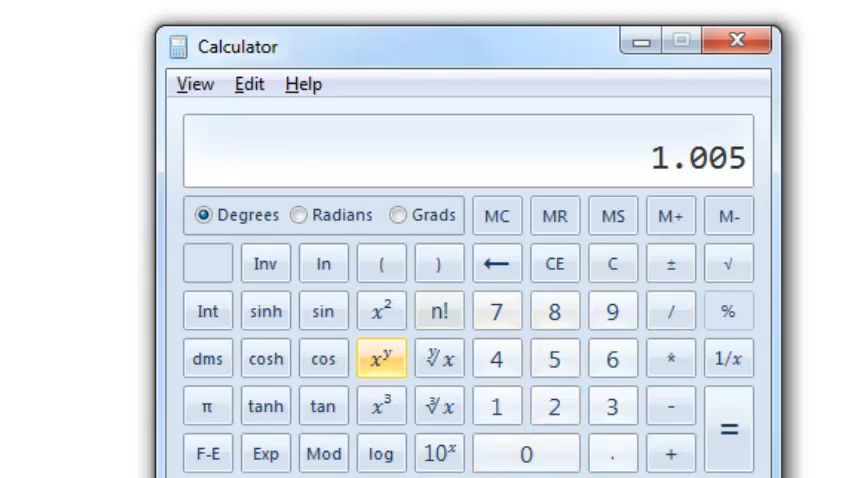 Calculator
View Edit Help
1.005
Degrees Radians Grads MC MR MS M+ M-
Inv ln ( ) ← CE C ± √
Int sinh sin x² n! 7 8 9 / %
dms cosh cos xʸ ʸ√x 4 5 6 * 1/x
π tanh tan x³ ³√x 1 2 3 - =
F-E Exp Mod log 10ˣ 0 . +